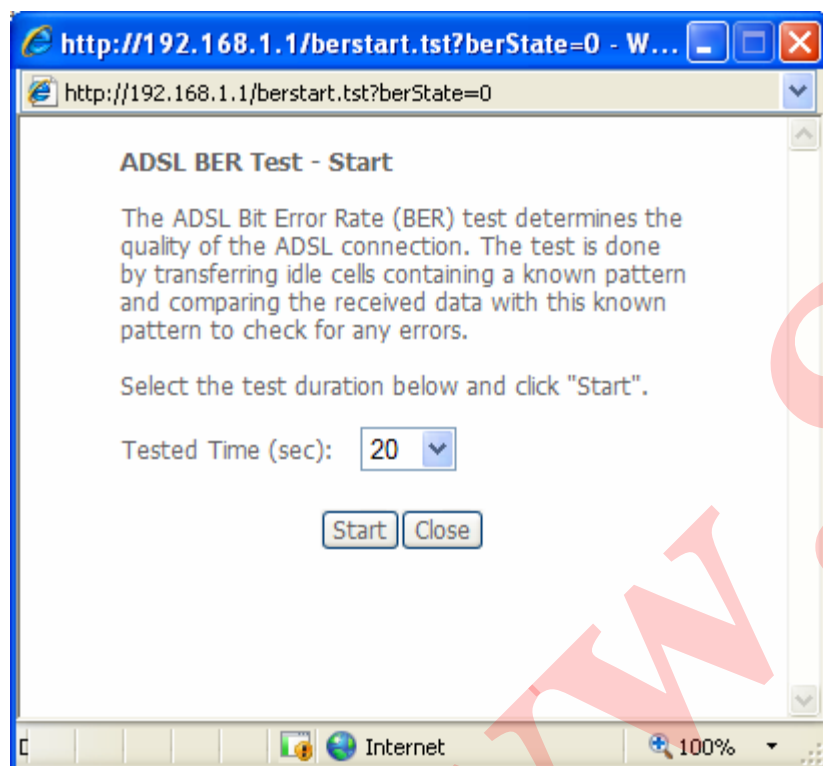 http://192.168.1.1/berstart.tst?berState=0 - W...
http://192.168.1.1/berstart.tst?berState=0
ADSL BER Test - Start
The ADSL Bit Error Rate (BER) test determines the
quality of the ADSL connection. The test is done
by transferring idle cells containing a known pattern
and comparing the received data with this known
pattern to check for any errors.
Select the test duration below and click "Start".
Tested Time (sec): 20
Start Close
Internet 100%